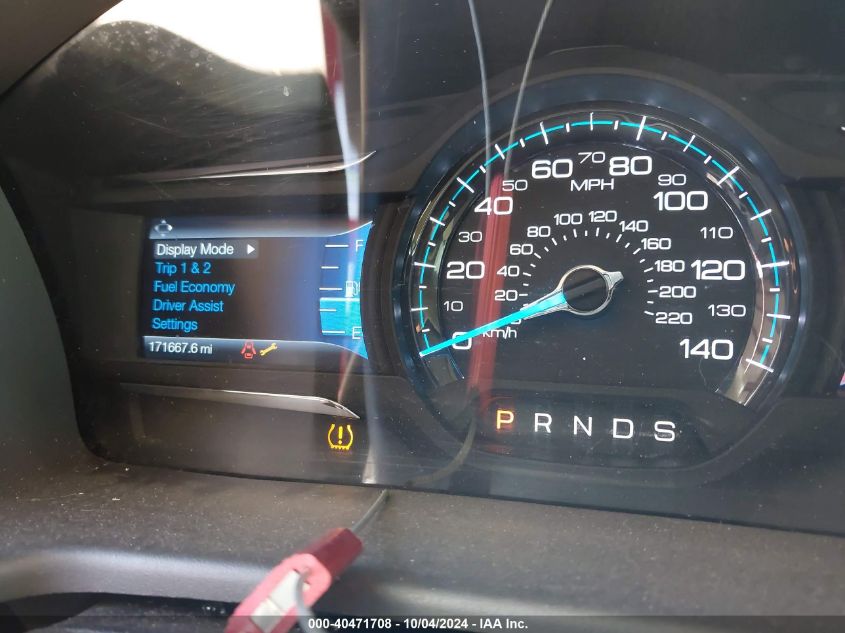 Display Mode
Trip 1 & 2
Fuel Economy
Driver Assist
Settings
171667.6 mi
F
E
0 10 20 30 40 50 60 70 80 90 100 110 120 130 140
MPH
20 40 60 80 100 120 140 160 180 200 220
km/h
P R N D S
000-40471708 - 10/04/2024 - IAA Inc.